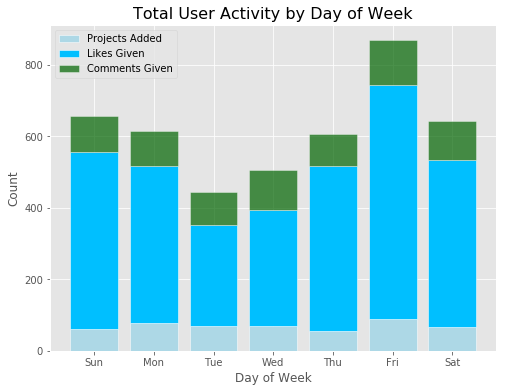 Total User Activity by Day of Week
Projects Added
Likes Given
Comments Given
800
600
400
200
0
Count
Sun Mon Tue Wed Thu Fri Sat
Day of Week